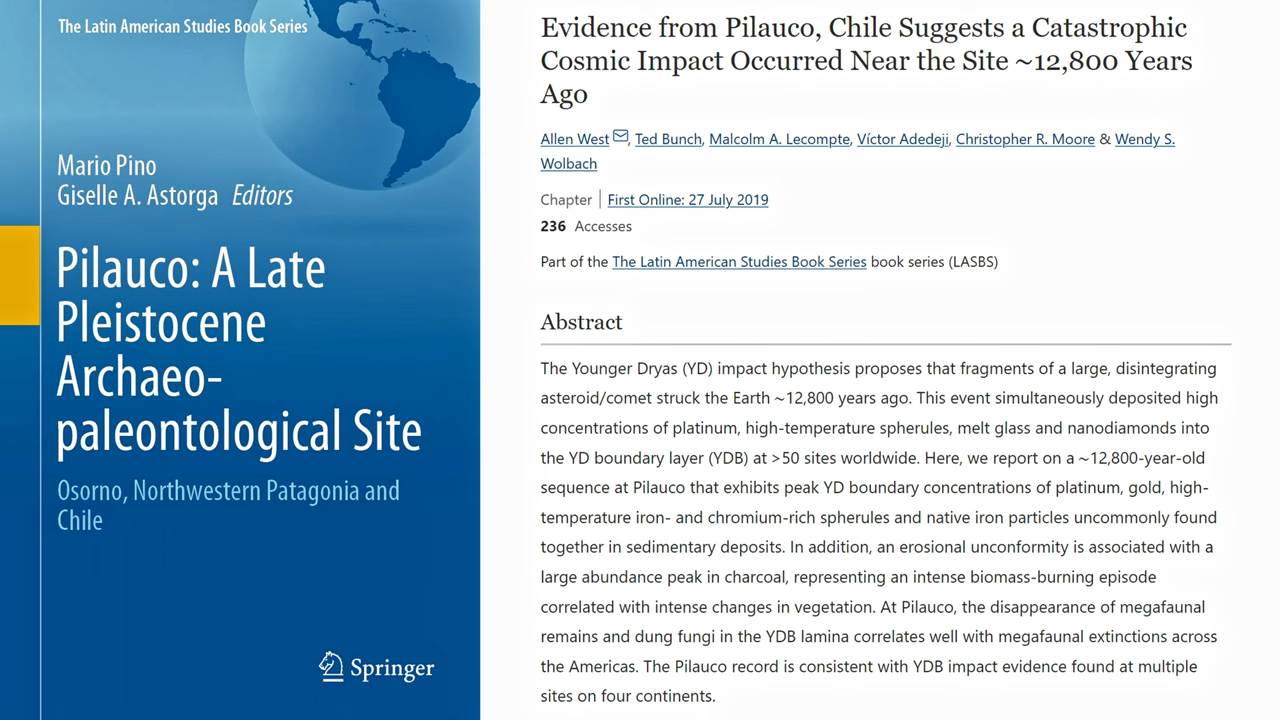 The Latin American Studies Book Series
Mario Pino
Giselle A. Astorga Editors
Pilauco: A Late
Pleistocene
Archaeo-
paleontological Site
Osorno, Northwestern Patagonia and
Chile
Springer
Evidence from Pilauco, Chile Suggests a Catastrophic
Cosmic Impact Occurred Near the Site ~12,800 Years
Ago
Allen West, Ted Bunch, Malcolm A. Lecompte, Víctor Adedeji, Christopher R. Moore & Wendy S.
Wolbach
Chapter | First Online: 27 July 2019
236 Accesses
Part of the The Latin American Studies Book Series book series (LASBS)
Abstract
The Younger Dryas (YD) impact hypothesis proposes that fragments of a large, disintegrating
asteroid/comet struck the Earth ~12,800 years ago. This event simultaneously deposited high
concentrations of platinum, high-temperature spherules, melt glass and nanodiamonds into
the YD boundary layer (YDB) at >50 sites worldwide. Here, we report on a ~12,800-year-old
sequence at Pilauco that exhibits peak YD boundary concentrations of platinum, gold, high-
temperature iron- and chromium-rich spherules and native iron particles uncommonly found
together in sedimentary deposits. In addition, an erosional unconformity is associated with a
large abundance peak in charcoal, representing an intense biomass-burning episode
correlated with intense changes in vegetation. At Pilauco, the disappearance of megafaunal
remains and dung fungi in the YDB lamina correlates well with megafaunal extinctions across
the Americas. The Pilauco record is consistent with YDB impact evidence found at multiple
sites on four continents.